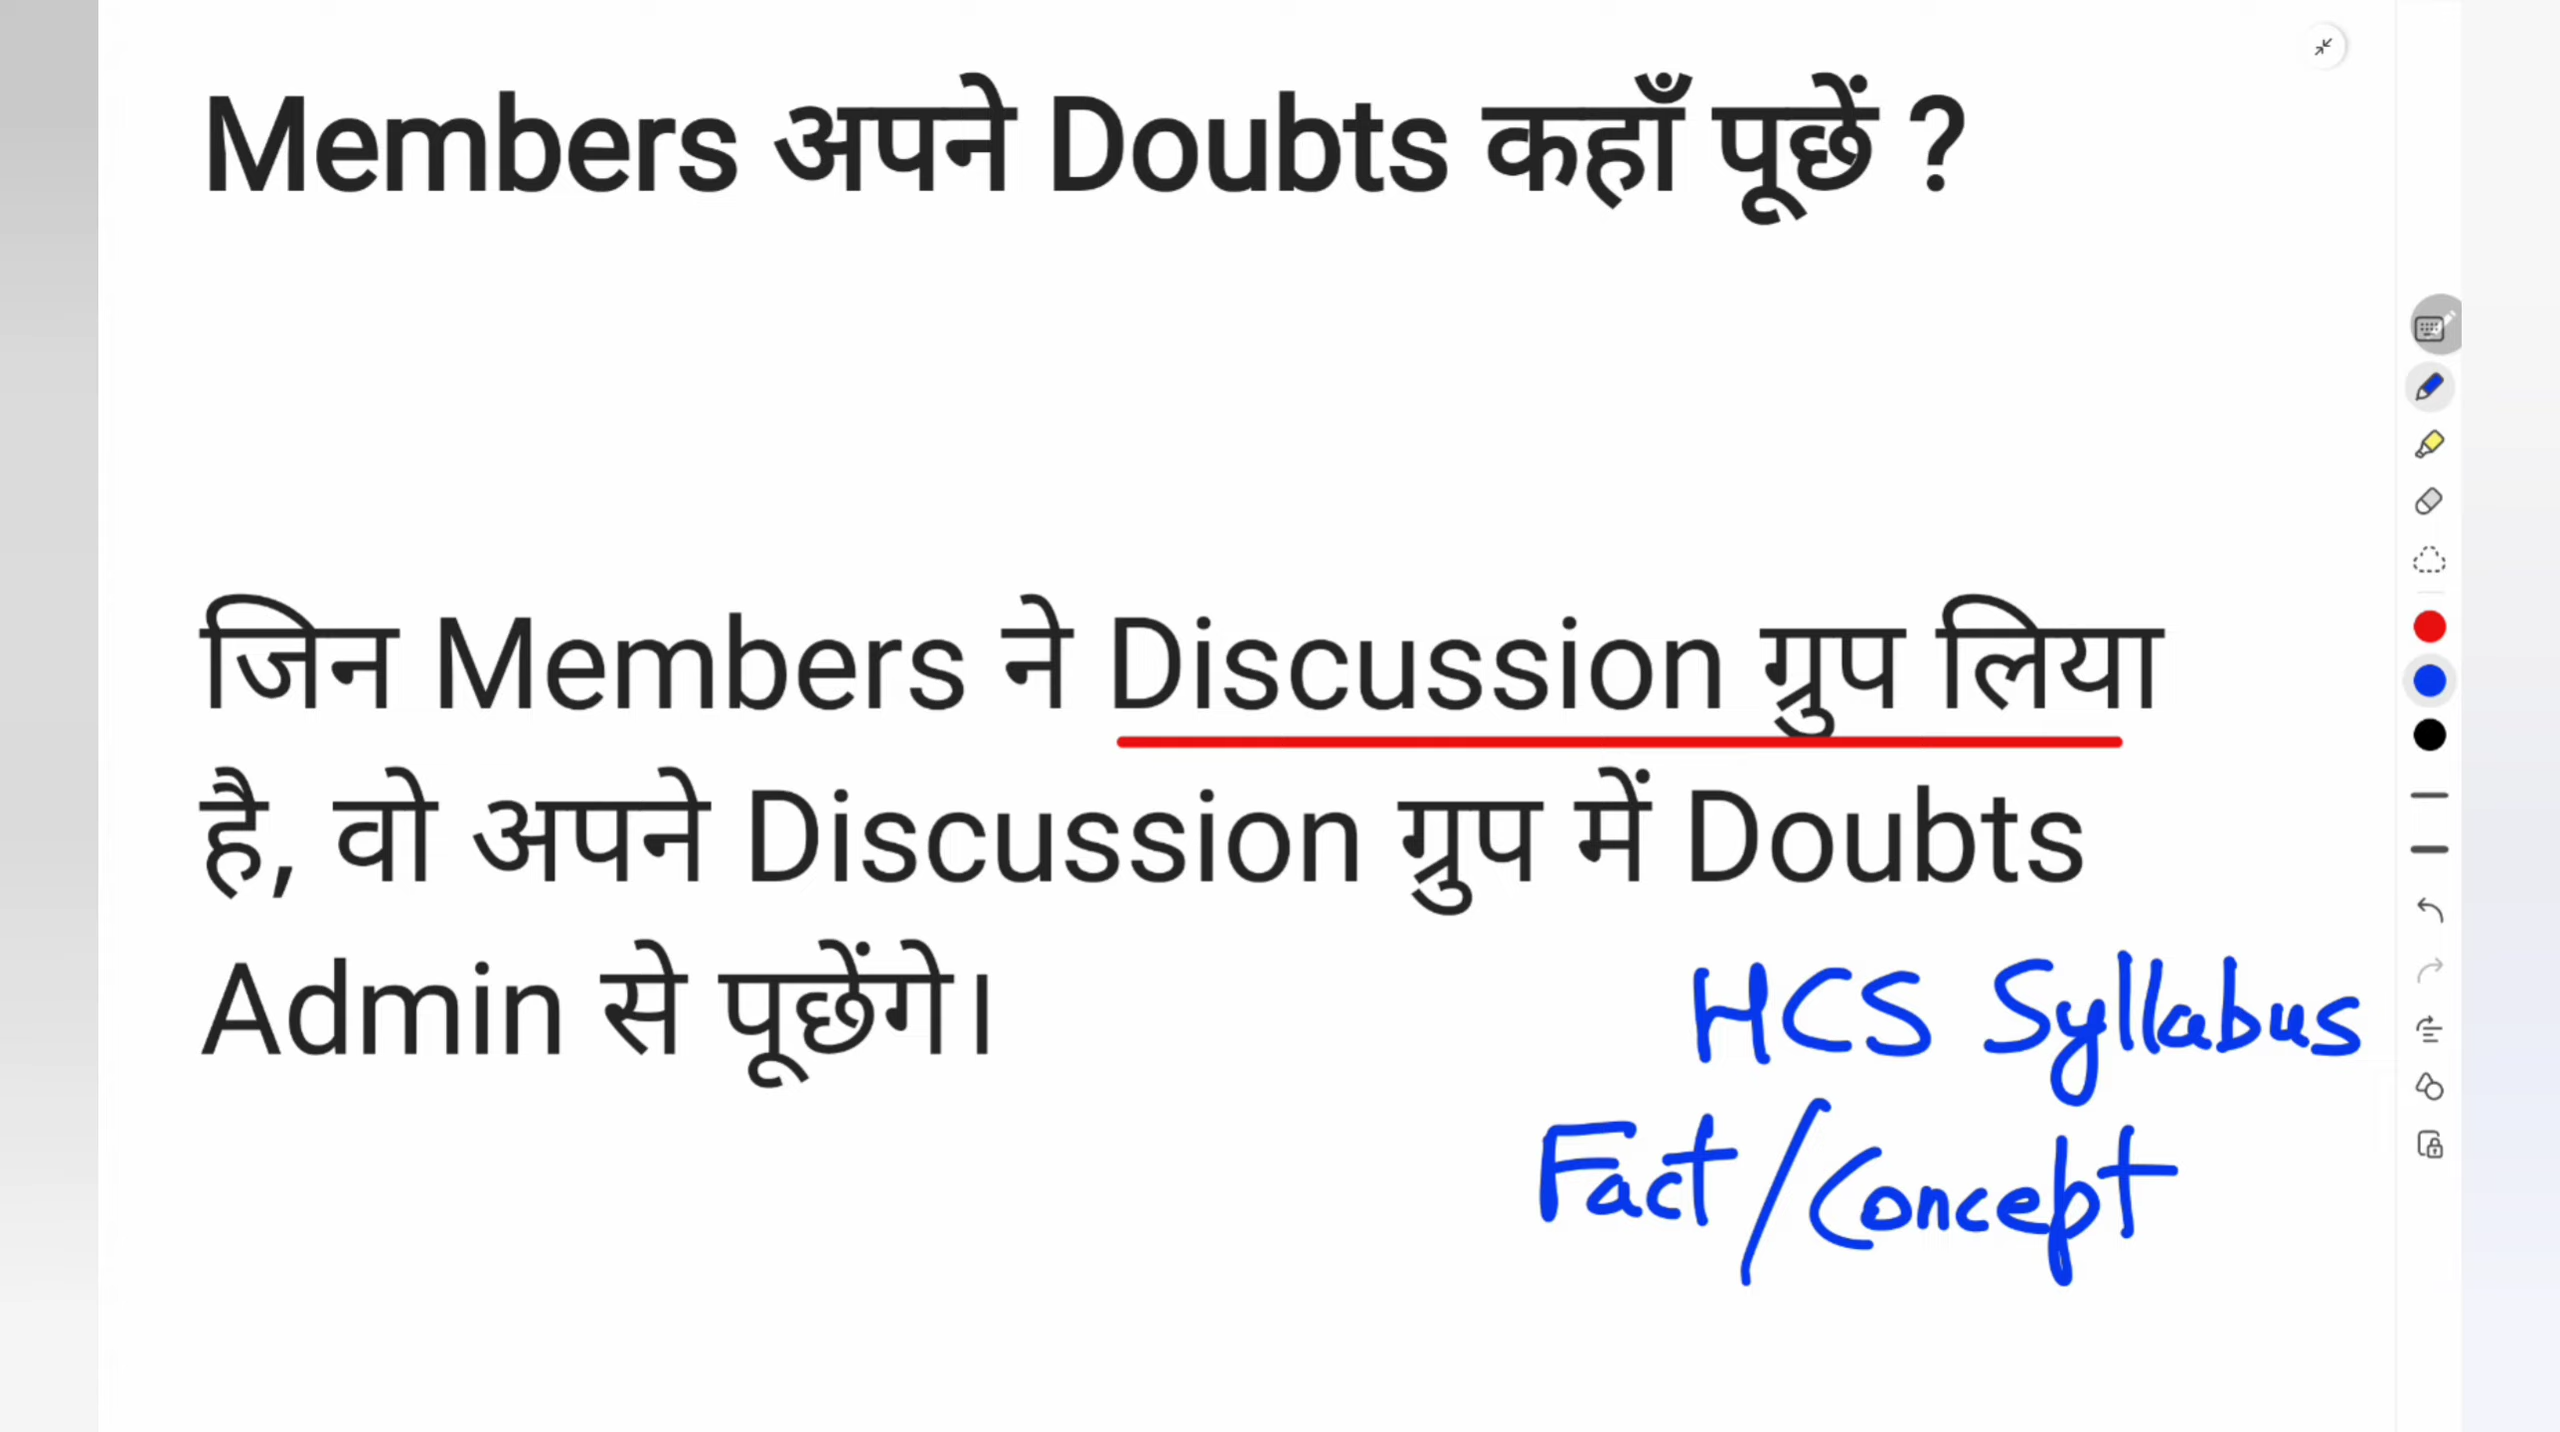 Members अपने Doubts कहाँ पूछें ?
जिन Members ने Discussion ग्रुप लिया
है, वो अपने Discussion ग्रुप में Doubts
Admin से पूछेंगे।
HCS Syllabus
Fact/Concept